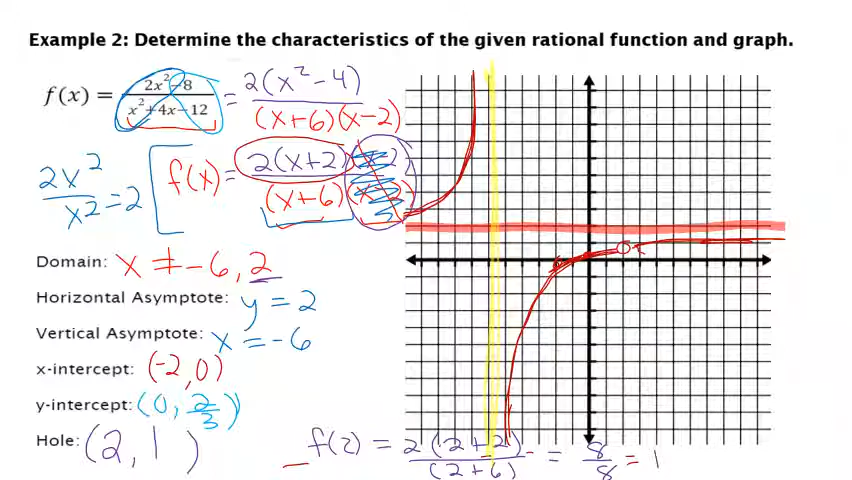 Example 2: Determine the characteristics of the given rational function and graph.
f(x) = (2x² - 8)/(x² + 4x - 12) = 2(x² - 4)/((x+6)(x-2))
2x²/x² = 2
f(x) = 2(x+2)(x-2)/((x+6)(x-2))
Domain: x ≠ -6, 2
Horizontal Asymptote: y = 2
Vertical Asymptote: x = -6
x-intercept: (-2, 0)
y-intercept: (0, 2/3)
Hole: (2, 1)
f(2) = 2(2+2)/(2+6) = 8/8 = 1